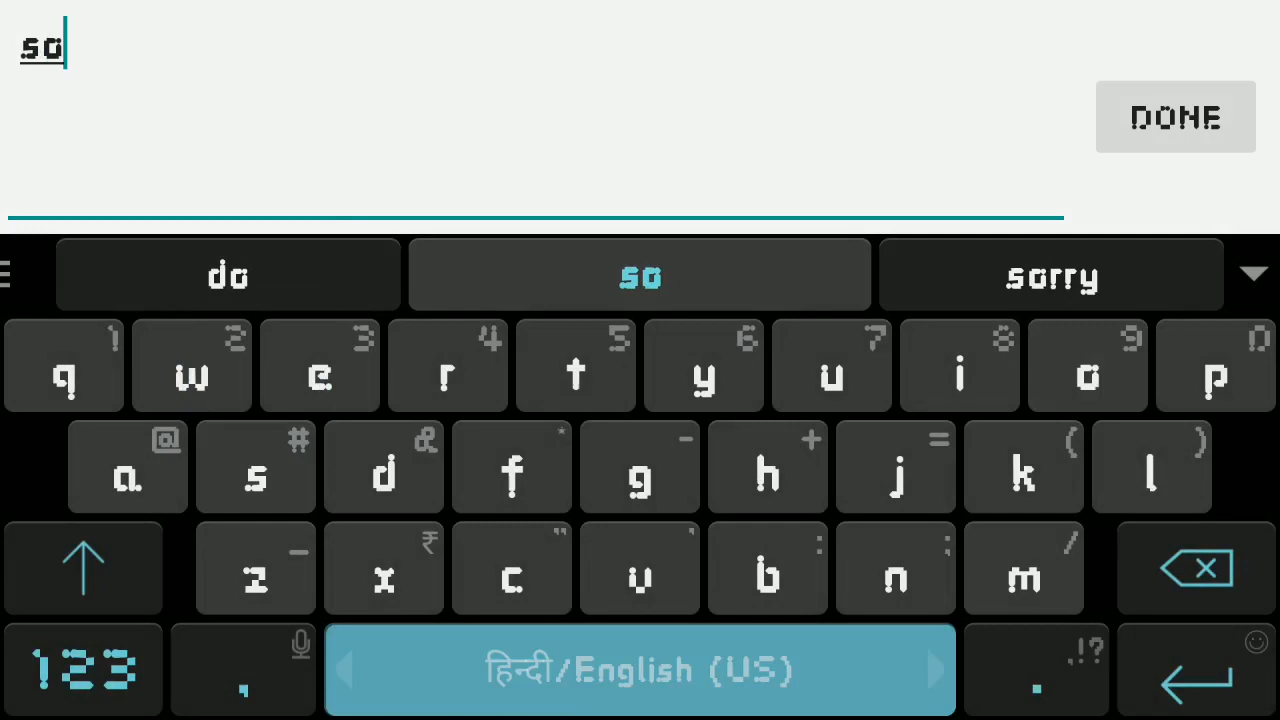 so
DONE
do so sorry
1 2 3 4 5 6 7 8 9 0
q w e r t y u i o p
@ # & * - + = ( )
a s d f g h j k l
_ ₹ " ' : ; /
z x c v b n m
123 , हिन्दी/English (US) . ,!?